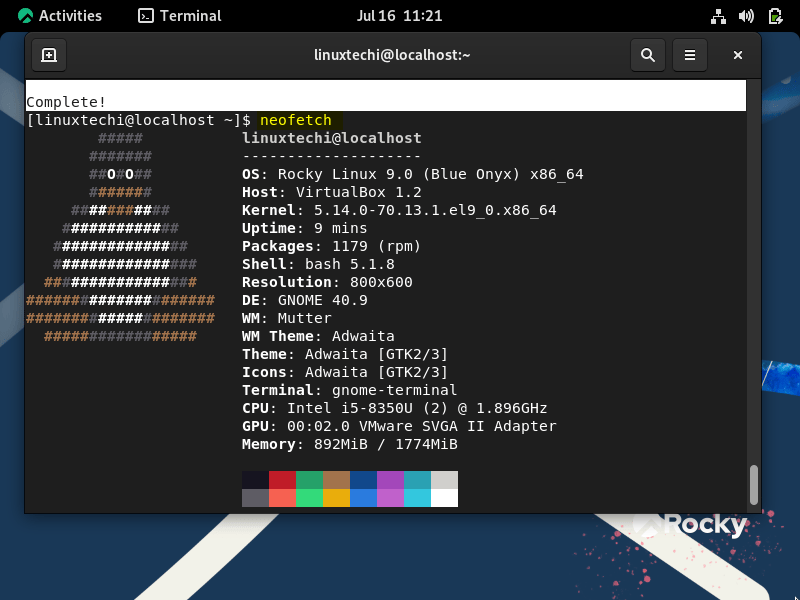 Activities Terminal Jul 16 11:21
linuxtechi@localhost:~
Complete!
[linuxtechi@localhost ~]$ neofetch
##### linuxtechi@localhost
####### --------------------
##O#O## OS: Rocky Linux 9.0 (Blue Onyx) x86_64
####### Host: VirtualBox 1.2
########### Kernel: 5.14.0-70.13.1.el9_0.x86_64
############# Uptime: 9 mins
############### Packages: 1179 (rpm)
################ Shell: bash 5.1.8
################# Resolution: 800x600
##################### DE: GNOME 40.9
##################### WM: Mutter
################# WM Theme: Adwaita
Theme: Adwaita [GTK2/3]
Icons: Adwaita [GTK2/3]
Terminal: gnome-terminal
CPU: Intel i5-8350U (2) @ 1.896GHz
GPU: 00:02.0 VMware SVGA II Adapter
Memory: 892MiB / 1774MiB
Rocky